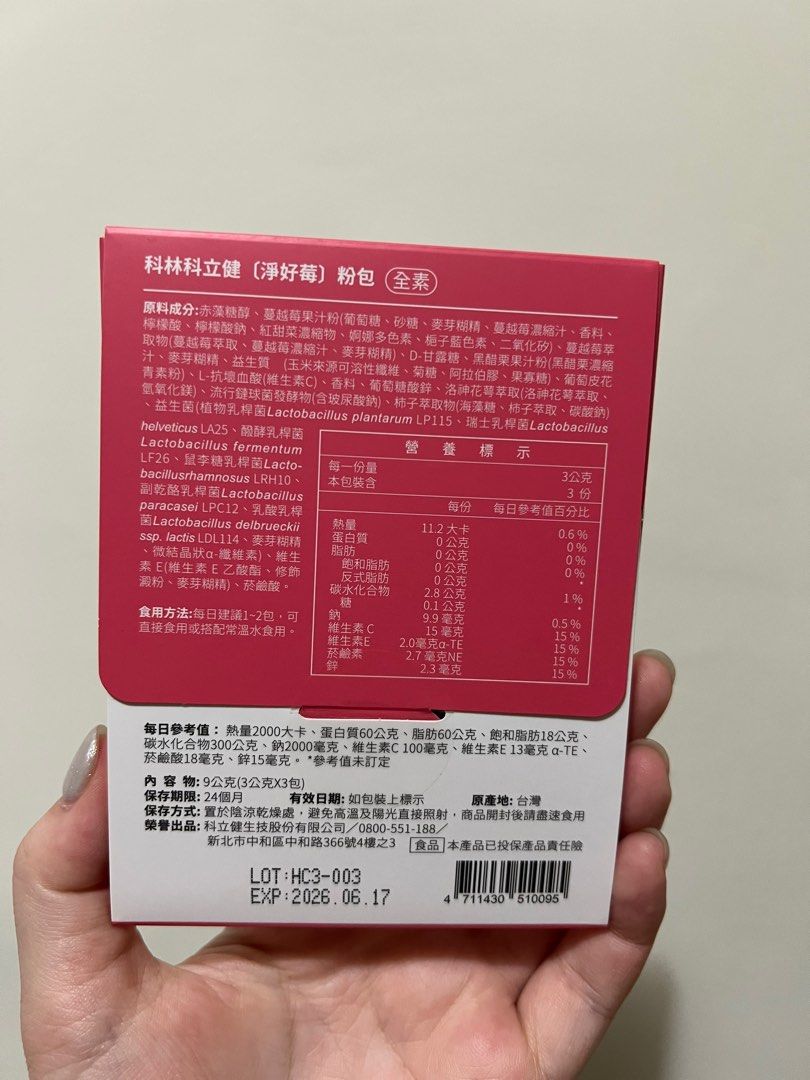 科林科立健〔淨好莓〕粉包 全素
原料成分:赤藻糖醇、蔓越莓果汁粉(葡萄糖、砂糖、麥芽糊精、蔓越莓濃縮汁、香料、
檸檬酸、檸檬酸鈉、紅甜菜濃縮物、婀娜多色素、梔子藍色素、二氧化矽)、蔓越莓萃
取物(蔓越莓萃取、蔓越莓濃縮汁、麥芽糊精)、D-甘露糖、黑醋栗果汁粉(黑醋栗濃縮
汁、麥芽糊精、益生質 (玉米來源可溶性纖維、菊糖、阿拉伯膠、果寡糖)、葡萄皮花
青素粉)、L-抗壞血酸(維生素C)、香料、葡萄糖酸鋅、洛神花萼萃取(洛神花萼萃取、
氫氧化鎂)、流行鏈球菌發酵物(含玻尿酸鈉)、柿子萃取物(海藻糖、柿子萃取、碳酸鈉)
、益生菌(植物乳桿菌Lactobacillus plantarum LP115、瑞士乳桿菌Lactobacillus
helveticus LA25、醱酵乳桿菌
Lactobacillus fermentum
LF26、鼠李糖乳桿菌Lacto-
bacillusrhamnosus LRH10、
副乾酪乳桿菌Lactobacillus
paracasei LPC12、乳酸乳桿
菌Lactobacillus delbrueckii
ssp. lactis LDL114、麥芽糊精
、微結晶狀α-纖維素)、維生
素E(維生素E乙酸酯、修飾
澱粉、麥芽糊精)、菸鹼酸。
食用方法:每日建議1~2包，可
直接食用或搭配常溫水食用。
營養標示
每一份量 3公克
本包裝含 3 份
每份 每日參考值百分比
熱量 11.2 大卡 0.6%
蛋白質 0 公克 0%
脂肪 0 公克 0%
飽和脂肪 0 公克 0%
反式脂肪 0 公克 *
碳水化合物 2.8 公克 1%
糖 0.1 公克 *
鈉 9.9 毫克 0.5%
維生素C 15 毫克 15%
維生素E 2.0毫克α-TE 15%
菸鹼素 2.7 毫克NE 15%
鋅 2.3 毫克 15%
每日參考值：熱量2000大卡、蛋白質60公克、脂肪60公克、飽和脂肪18公克、
碳水化合物300公克、鈉2000毫克、維生素C 100毫克、維生素E 13毫克 α-TE、
菸鹼酸18毫克、鋅15毫克。 *參考值未訂定
內 容 物: 9公克(3公克X3包)
保存期限: 24個月 有效日期: 如包裝上標示 原產地: 台灣
保存方式: 置於陰涼乾燥處，避免高溫及陽光直接照射，商品開封後請盡速食用
榮譽出品: 科立健生技股份有限公司／0800-551-188／
新北市中和區中和路366號4樓之3 食品 本產品已投保產品責任險
LOT:HC3-003
EXP:2026.06.17
4 711430 510095